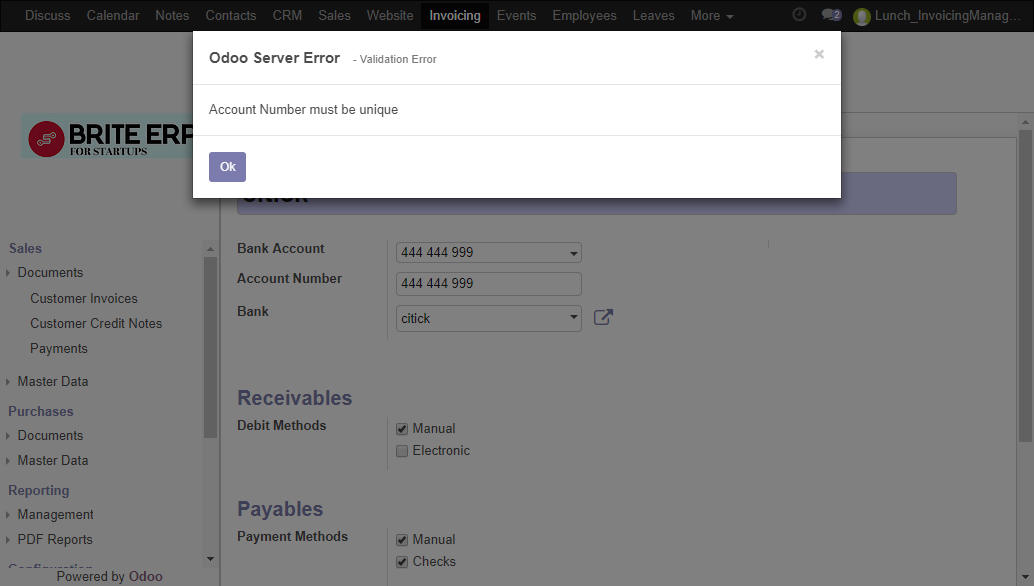 Discuss Calendar Notes Contacts CRM Sales Website Invoicing Events Employees Leaves More 2 Lunch_InvoicingManag...
Odoo Server Error - Validation Error ×
Account Number must be unique
Ok
BRITE ERP
FOR STARTUPS
citick
Sales
Documents
Customer Invoices
Customer Credit Notes
Payments
Master Data
Purchases
Documents
Master Data
Reporting
Management
PDF Reports
Configuration
Powered by Odoo
Bank Account 444 444 999
Account Number 444 444 999
Bank citick
Receivables
Debit Methods Manual
Electronic
Payables
Payment Methods Manual
Checks